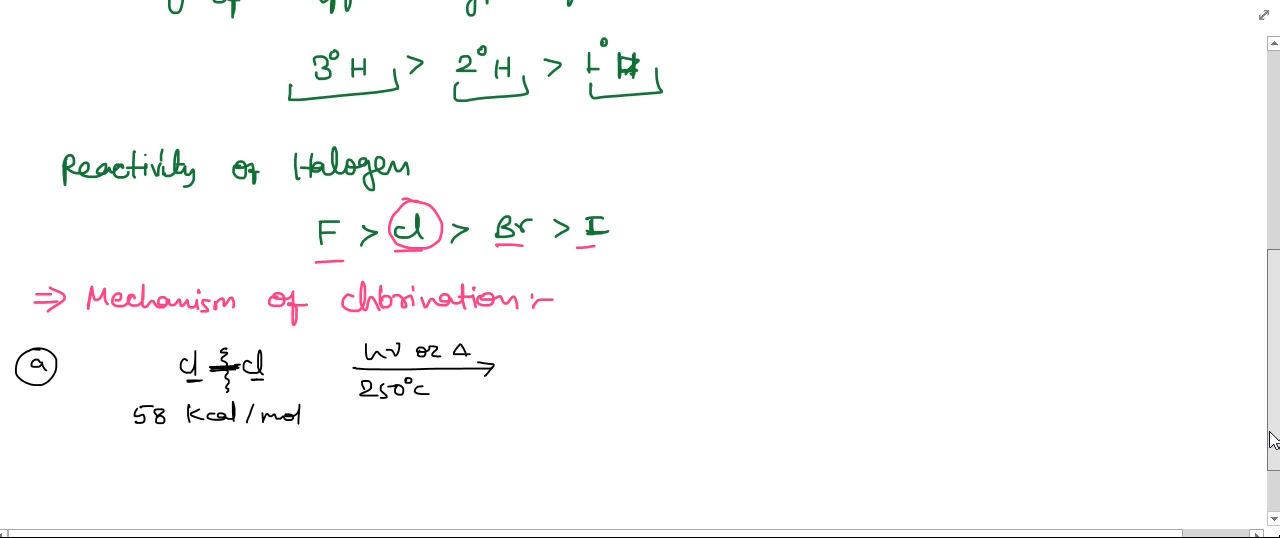 3° H > 2° H > 1° H
Reactivity of Halogen
F > Cl > Br > I
⇒ Mechanism of chlorination :-
(a) Cl - Cl hν or Δ
250°C
58 Kcal/mol